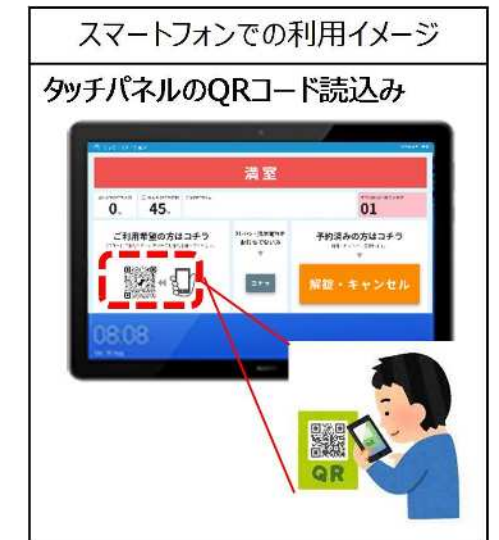 スマートフォンでの利用イメージ
タッチパネルのQRコード読込み
満室
0
45
01
ご利用希望の方はコチラ
予約済みの方はコチラ
コチラ
解錠・キャンセル
08:08
QR